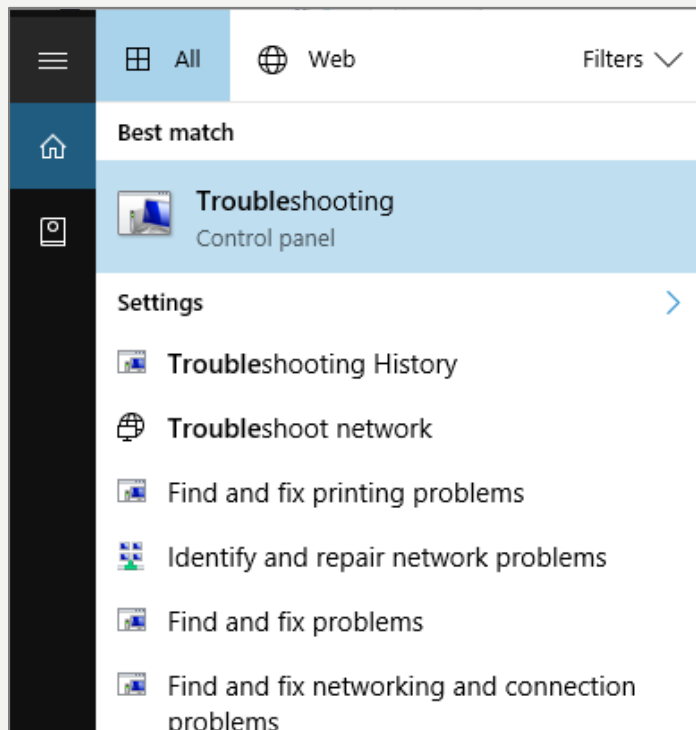 All Web Filters
Best match
Troubleshooting
Control panel
Settings
Troubleshooting History
Troubleshoot network
Find and fix printing problems
Identify and repair network problems
Find and fix problems
Find and fix networking and connection
problems